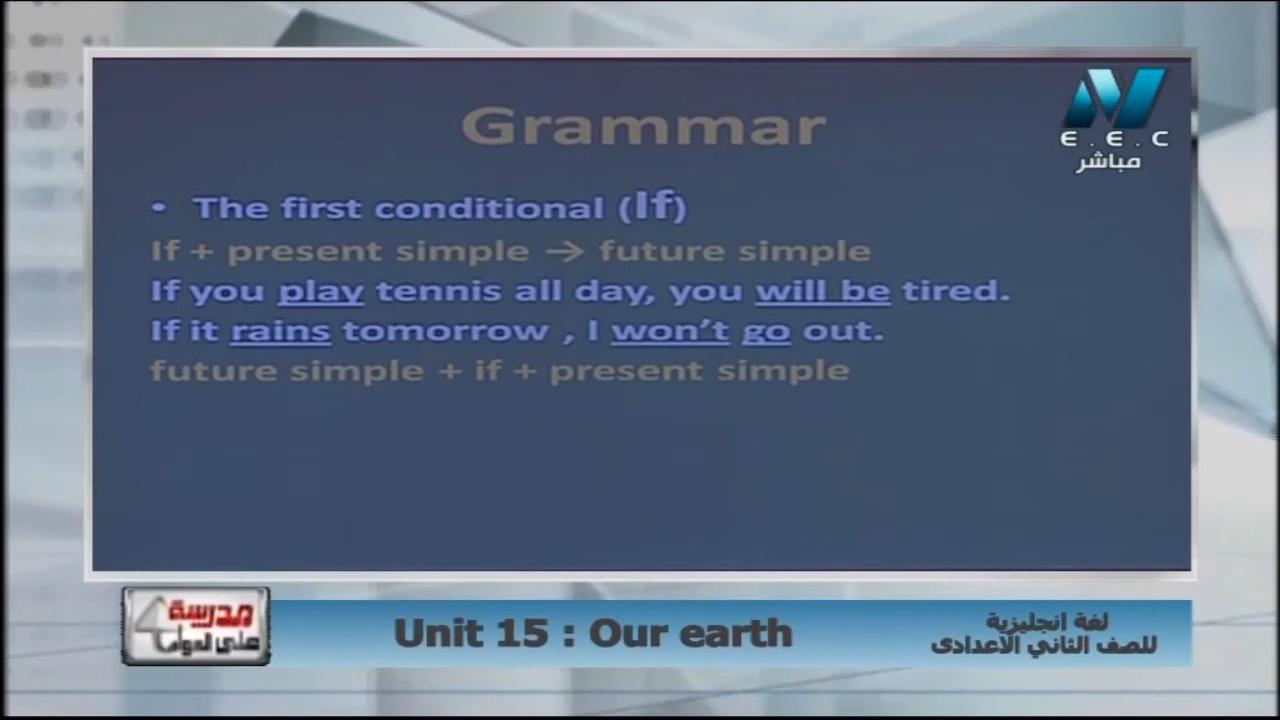 Grammar
E . E . C
مباشر
• The first conditional (If)
If + present simple → future simple
If you play tennis all day, you will be tired.
If it rains tomorrow , I won't go out.
future simple + if + present simple
مدرسة
على الهواء
Unit 15 : Our earth
لغة انجليزية
للصف الثاني الاعدادى